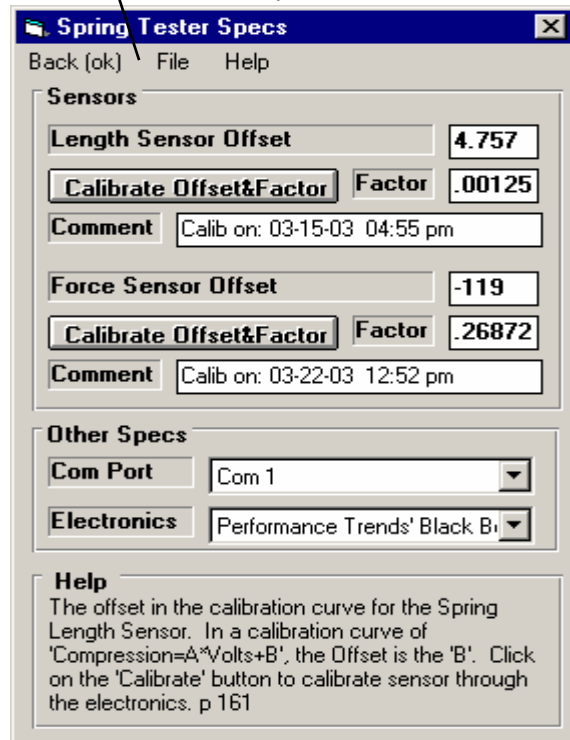 Spring Tester Specs
Back (ok) File Help
Sensors
Length Sensor Offset 4.757
Calibrate Offset&Factor Factor .00125
Comment Calib on: 03-15-03 04:55 pm
Force Sensor Offset -119
Calibrate Offset&Factor Factor .26872
Comment Calib on: 03-22-03 12:52 pm
Other Specs
Com Port Com 1
Electronics Performance Trends' Black
Help
The offset in the calibration curve for the Spring
Length Sensor. In a calibration curve of
'Compression=A*Volts+B', the Offset is the 'B'. Click
on the 'Calibrate' button to calibrate sensor through
the electronics. p 161